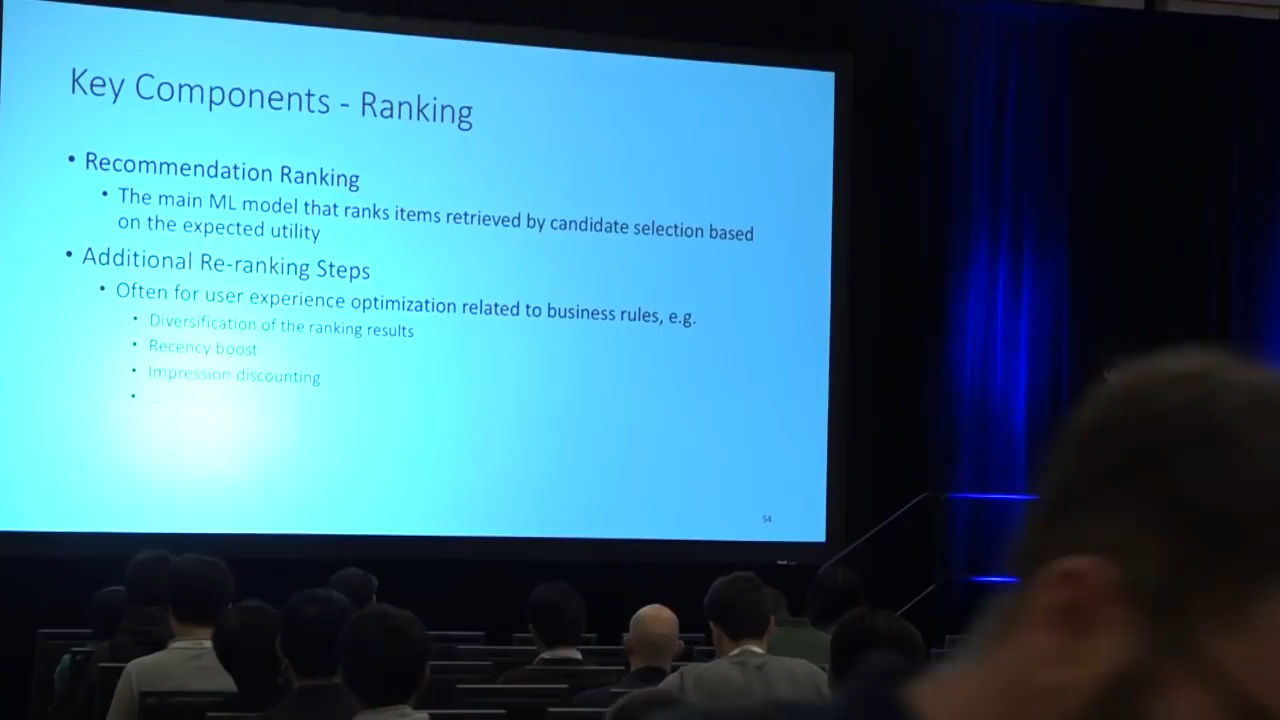 Key Components - Ranking
• Recommendation Ranking
• The main ML model that ranks items retrieved by candidate selection based
on the expected utility
• Additional Re-ranking Steps
• Often for user experience optimization related to business rules, e.g.
• Diversification of the ranking results
• Recency boost
• Impression discounting
• ...
54